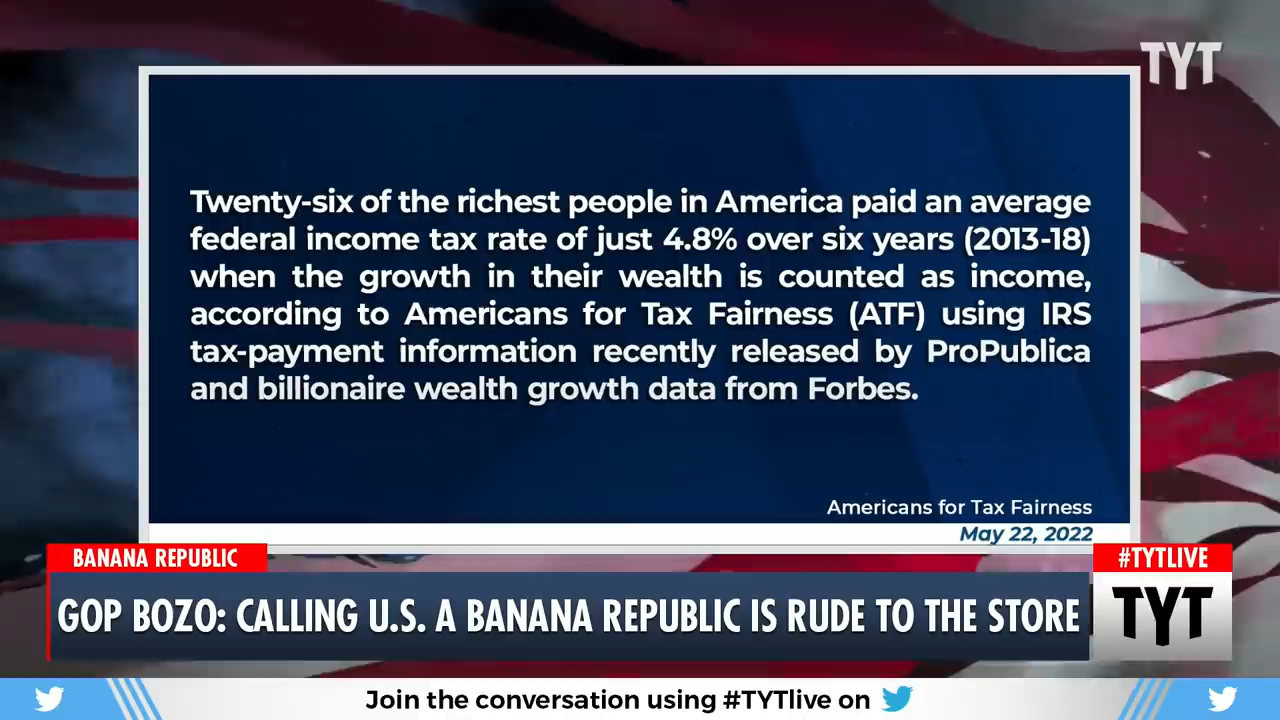 TYT
Twenty-six of the richest people in America paid an average
federal income tax rate of just 4.8% over six years (2013-18)
when the growth in their wealth is counted as income,
according to Americans for Tax Fairness (ATF) using IRS
tax-payment information recently released by ProPublica
and billionaire wealth growth data from Forbes.
Americans for Tax Fairness
May 22, 2022
BANANA REPUBLIC
#TYTLIVE
GOP BOZO: CALLING U.S. A BANANA REPUBLIC IS RUDE TO THE STORE
TYT
Join the conversation using #TYTlive on